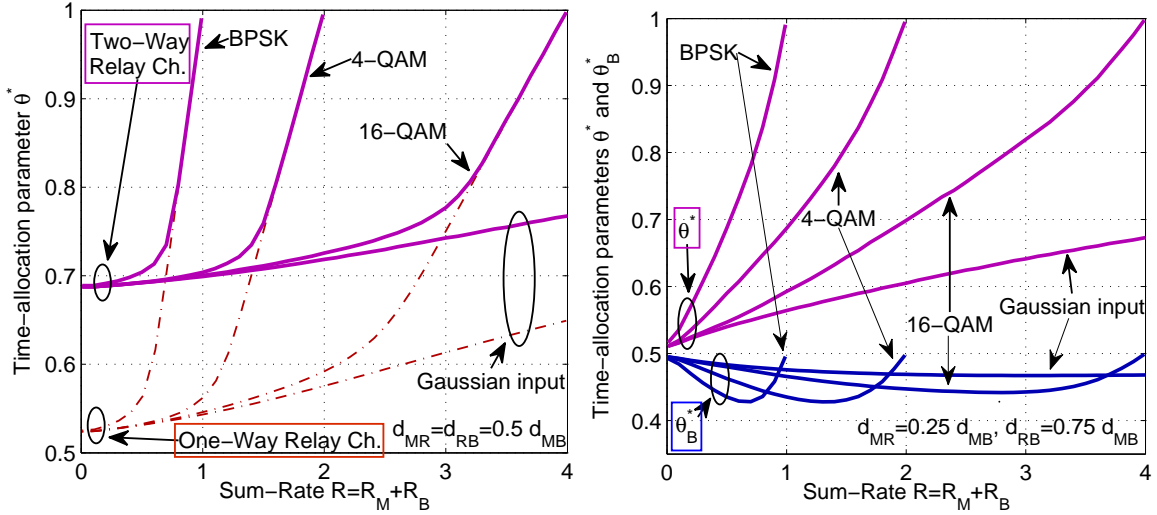 Time−allocation parameter θ*
1
0.9
0.8
0.7
0.6
0.5
Two−Way
Relay Ch.
BPSK
4−QAM
16−QAM
Gaussian input
One−Way Relay Ch.
d_MR=d_RB=0.5 d_MB
0 1 2 3 4
Sum−Rate R=R_M+R_B
Time−allocation parameters θ* and θ_B*
1
0.9
0.8
0.7
0.6
0.5
0.4
BPSK
4−QAM
θ*
Gaussian input
16−QAM
θ_B*
d_MR=0.25 d_MB, d_RB=0.75 d_MB
0 1 2 3 4
Sum−Rate R=R_M+R_B